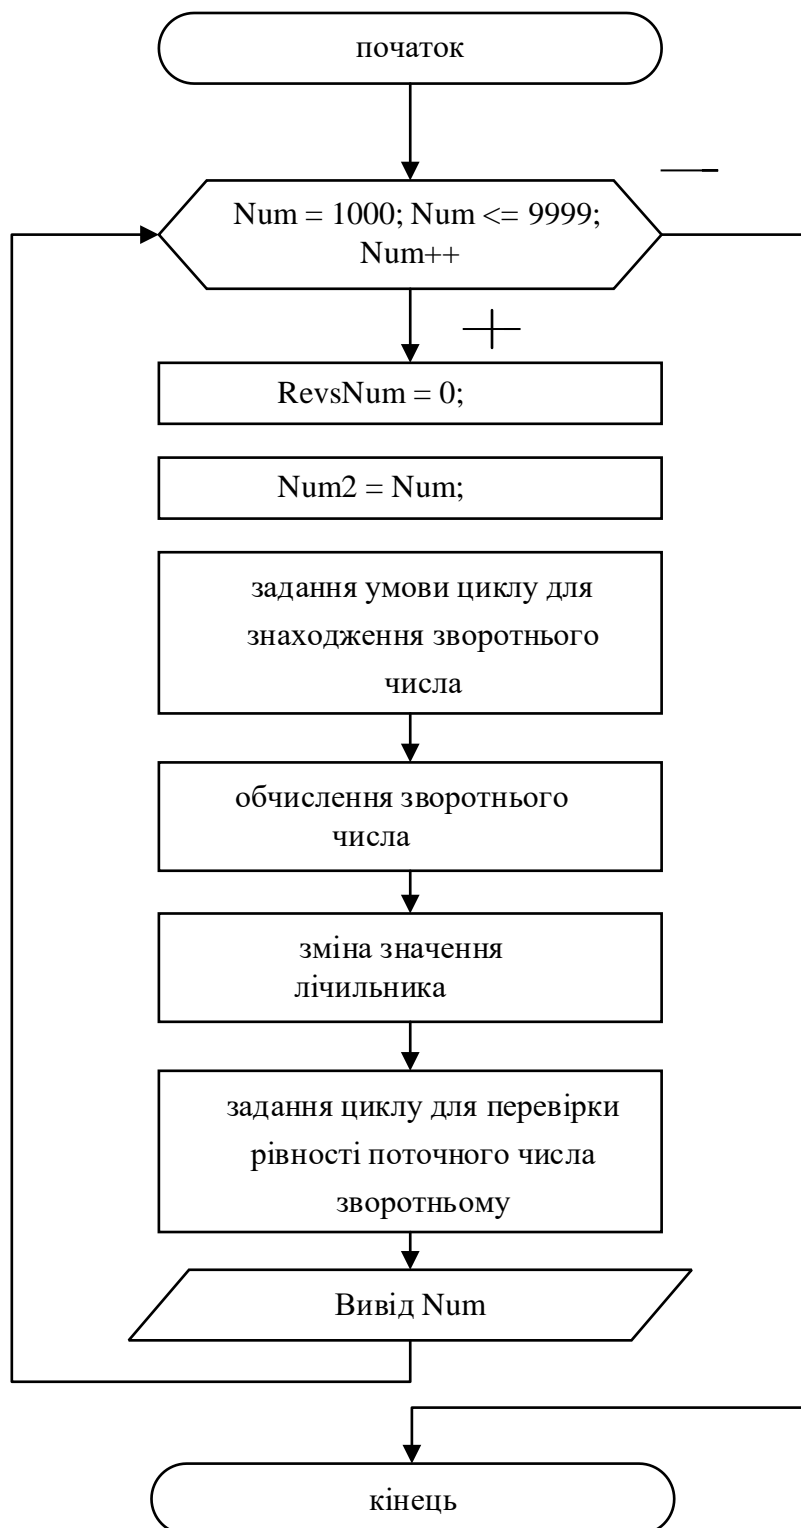 початок
Num = 1000; Num <= 9999;
Num++
RevsNum = 0;
Num2 = Num;
задання умови циклу для
знаходження зворотнього
числа
обчислення зворотнього
числа
зміна значення
лічильника
задання циклу для перевірки
рівності поточного числа
зворотньому
Вивід Num
кінець